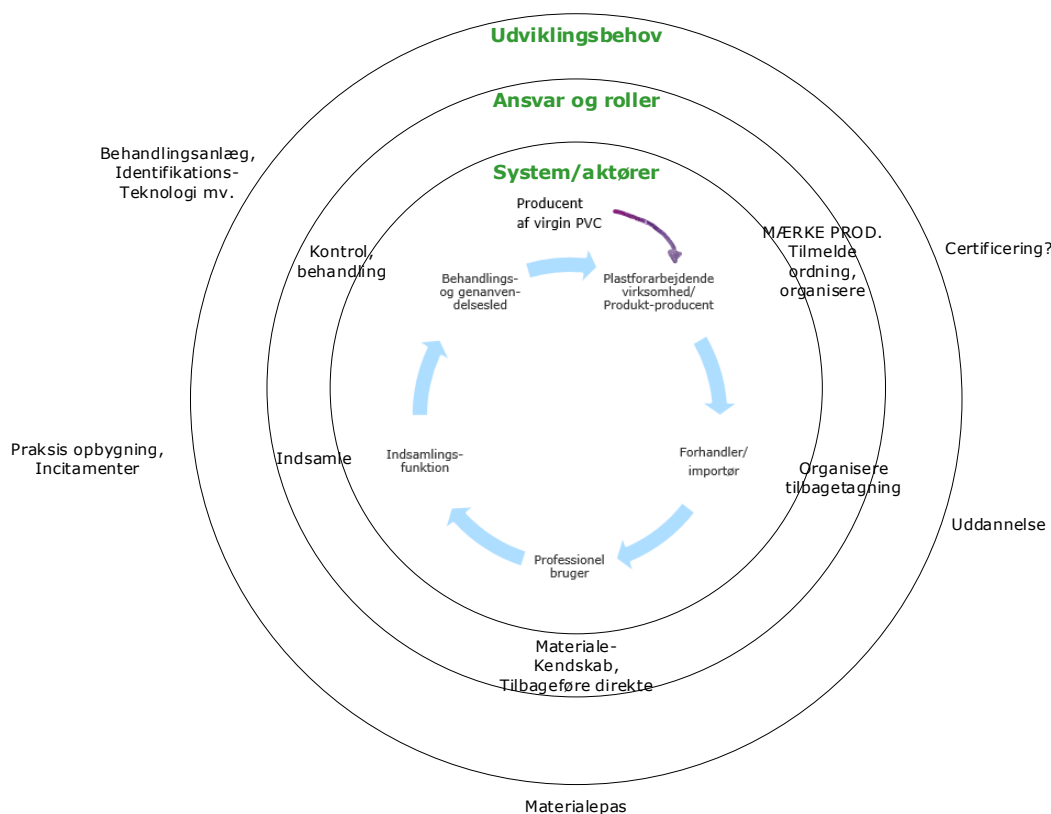 Udviklingsbehov
Ansvar og roller
System/aktører
Producent
af virgin PVC
Behandlingsanlæg,
Identifikations-
Teknologi mv.
Kontrol,
behandling
Behandlings-
og genanven-
delsesled
Plastforarbejdende
virksomhed/
Produkt-producent
MÆRKE PROD.
Tilmelde
ordning,
organisere
Certificering?
Praksis opbygning,
Incitamenter
Indsamle
Indsamlings-
funktion
Forhandler/
importør
Organisere
tilbagetagning
Uddannelse
Professionel
bruger
Materiale-
Kendskab,
Tilbageføre direkte
Materialepas